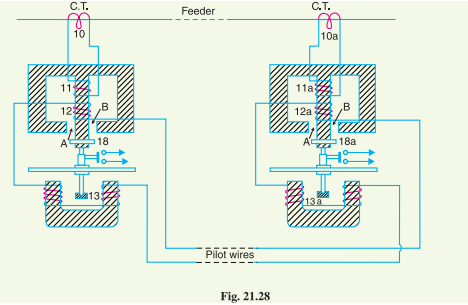 C.T. Feeder C.T.
10 10a
11 11a
12 B 12a B
A 18 A 18a
13 13a
Pilot wires
Fig. 21.28